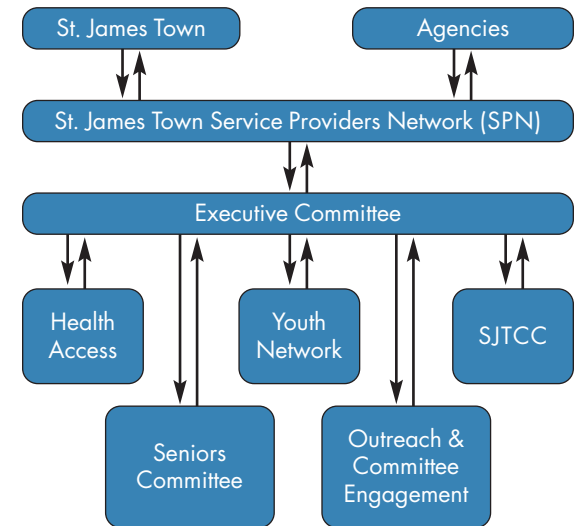 St. James Town
Agencies
St. James Town Service Providers Network (SPN)
Executive Committee
Health
Access
Youth
Network
SJTCC
Seniors
Committee
Outreach &
Committee
Engagement